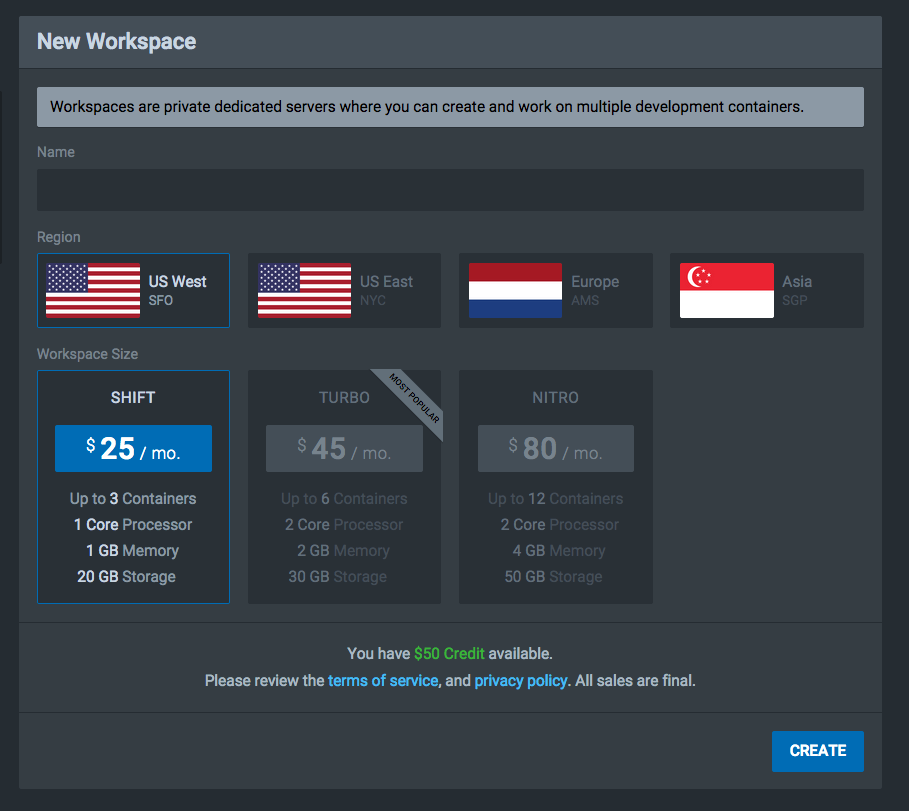 New Workspace
Workspaces are private dedicated servers where you can create and work on multiple development containers.
Name
Region
US West
SFO
US East
NYC
Europe
AMS
Asia
SGP
Workspace Size
SHIFT
$ 25 / mo.
Up to 3 Containers
1 Core Processor
1 GB Memory
20 GB Storage
MOST POPULAR
TURBO
$ 45 / mo.
Up to 6 Containers
2 Core Processor
2 GB Memory
30 GB Storage
NITRO
$ 80 / mo.
Up to 12 Containers
2 Core Processor
4 GB Memory
50 GB Storage
You have $50 Credit available.
Please review the terms of service, and privacy policy. All sales are final.
CREATE